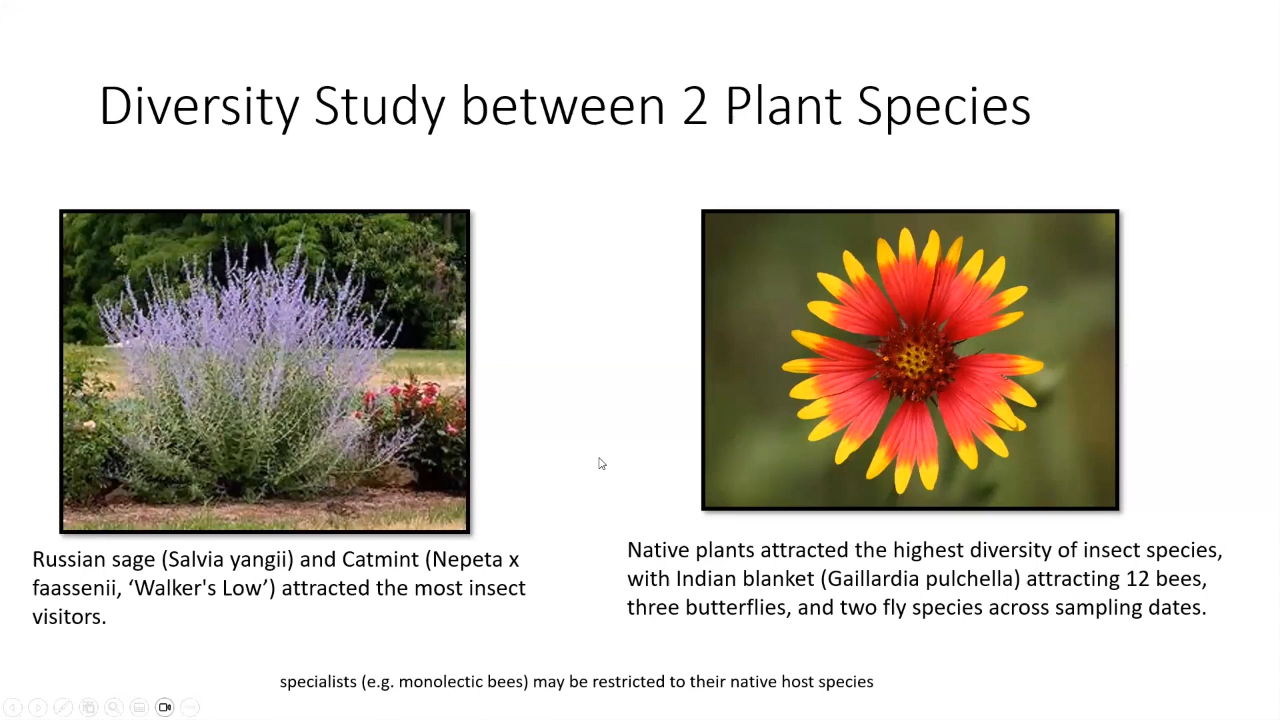 Diversity Study between 2 Plant Species
Russian sage (Salvia yangii) and Catmint (Nepeta x
faassenii, ‘Walker's Low’) attracted the most insect
visitors.
Native plants attracted the highest diversity of insect species,
with Indian blanket (Gaillardia pulchella) attracting 12 bees,
three butterflies, and two fly species across sampling dates.
specialists (e.g. monolectic bees) may be restricted to their native host species